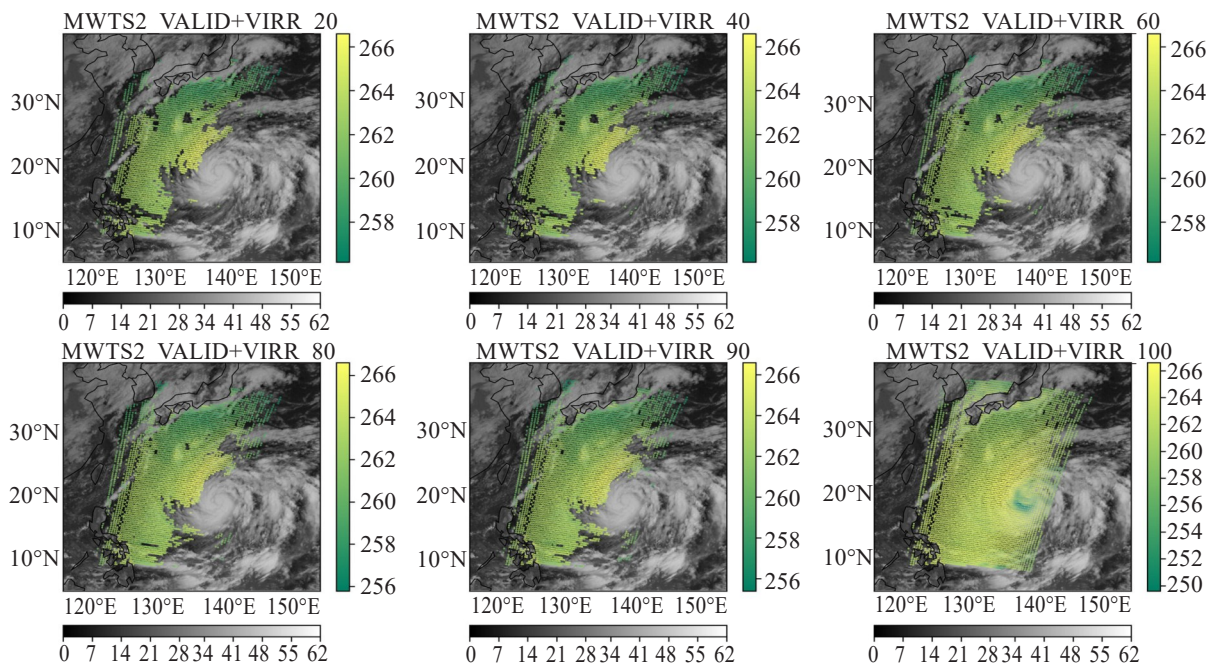 MWTS2 VALID+VIRR 20
266
264
262
260
258
30°N
20°N
10°N
120°E 130°E 140°E 150°E
0 7 14 21 28 34 41 48 55 62
MWTS2 VALID+VIRR 40
266
264
262
260
258
30°N
20°N
10°N
120°E 130°E 140°E 150°E
0 7 14 21 28 34 41 48 55 62
MWTS2 VALID+VIRR 60
266
264
262
260
258
30°N
20°N
10°N
120°E 130°E 140°E 150°E
0 7 14 21 28 34 41 48 55 62
MWTS2 VALID+VIRR 80
266
264
262
260
258
256
30°N
20°N
10°N
120°E 130°E 140°E 150°E
0 7 14 21 28 34 41 48 55 62
MWTS2 VALID+VIRR 90
266
264
262
260
258
256
30°N
20°N
10°N
120°E 130°E 140°E 150°E
0 7 14 21 28 34 41 48 55 62
MWTS2 VALID+VIRR 100
266
264
265
260
258
256
254
252
250
30°N
20°N
10°N
120°E 130°E 140°E 150°E
0 7 14 21 28 34 41 48 55 62